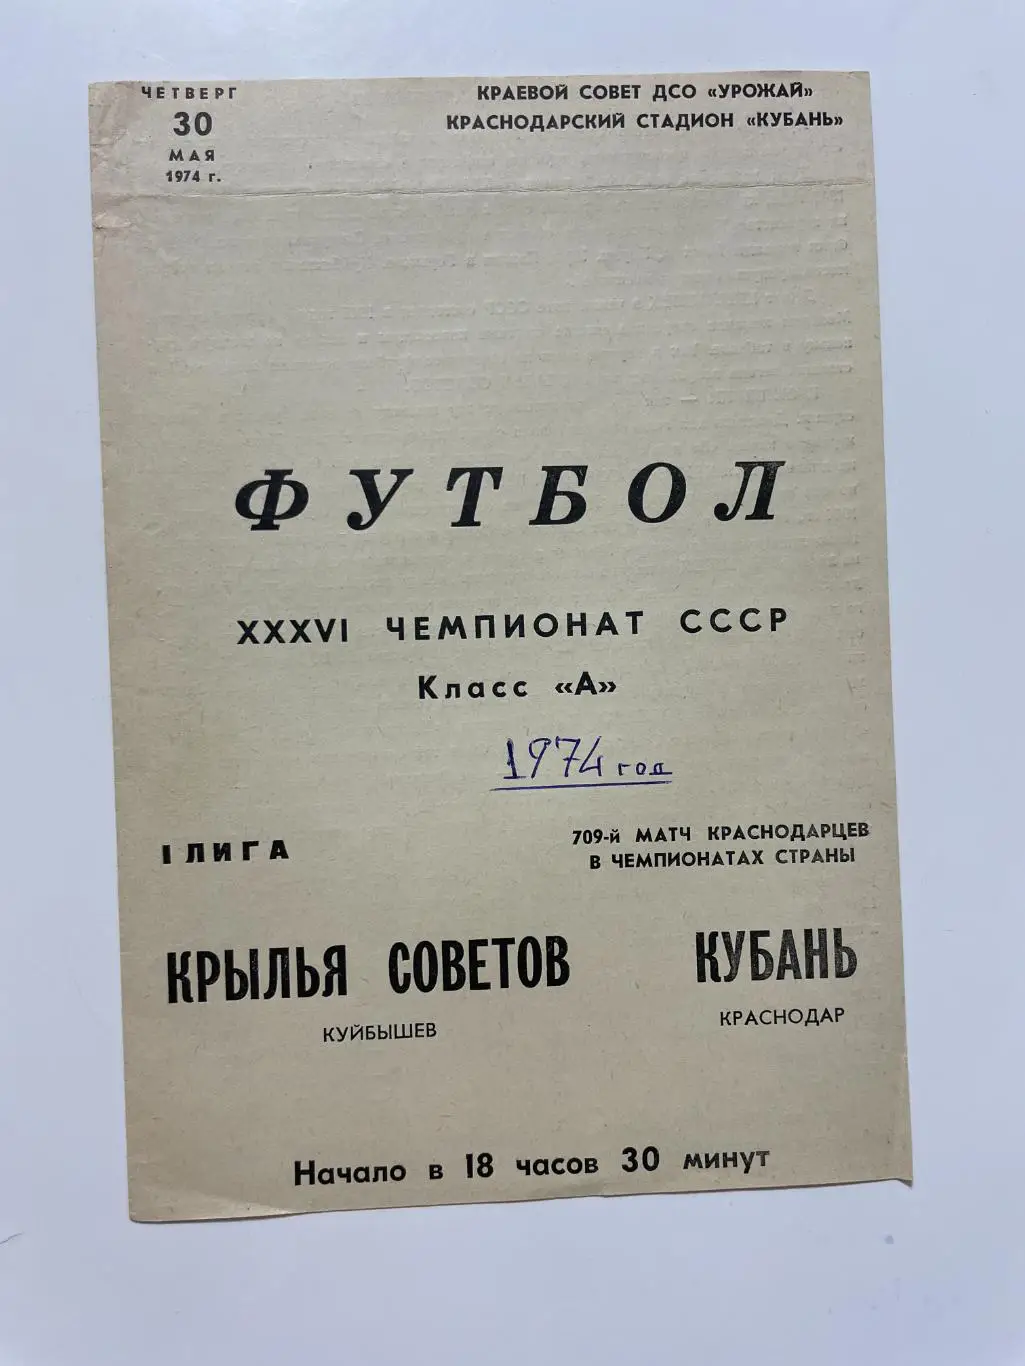 ЧЕТВЕРГ
30
МАЯ
1974 г.
КРАЕВОЙ СОВЕТ ДСО «УРОЖАЙ»
КРАСНОДАРСКИЙ СТАДИОН «КУБАНЬ»
ФУТБОЛ
XXXVI ЧЕМПИОНАТ СССР
Класс «А»
1974 год
I ЛИГА
709-й МАТЧ КРАСНОДАРЦЕВ
В ЧЕМПИОНАТАХ СТРАНЫ
КРЫЛЬЯ СОВЕТОВ
КУЙБЫШЕВ
КУБАНЬ
КРАСНОДАР
Начало в 18 часов 30 минут